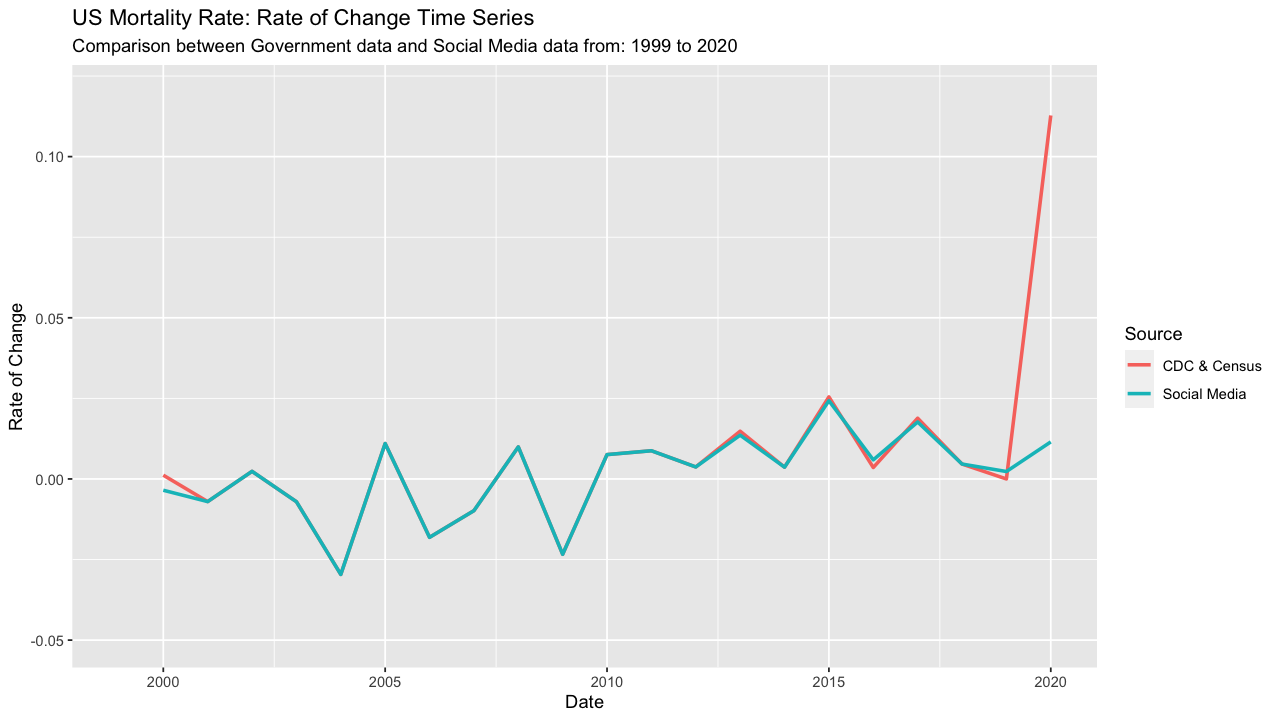 US Mortality Rate: Rate of Change Time Series
Comparison between Government data and Social Media data from: 1999 to 2020
0.10
0.05
0.00
-0.05
Rate of Change
2000 2005 2010 2015 2020
Date
Source
CDC & Census
Social Media